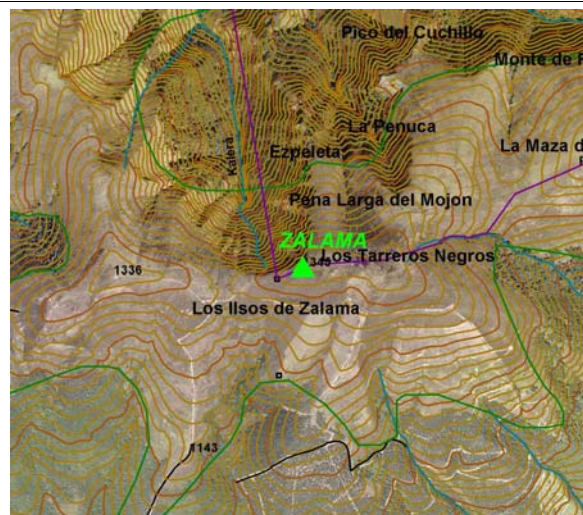 Pico del Cuchillo
Monte de
La Penuca
La Maza d
Ezpeleta
Kalera
Pena Larga del Mojon
ZALAMA
Los Tarreros Negros
1336
Los Ilsos de Zalama
1143